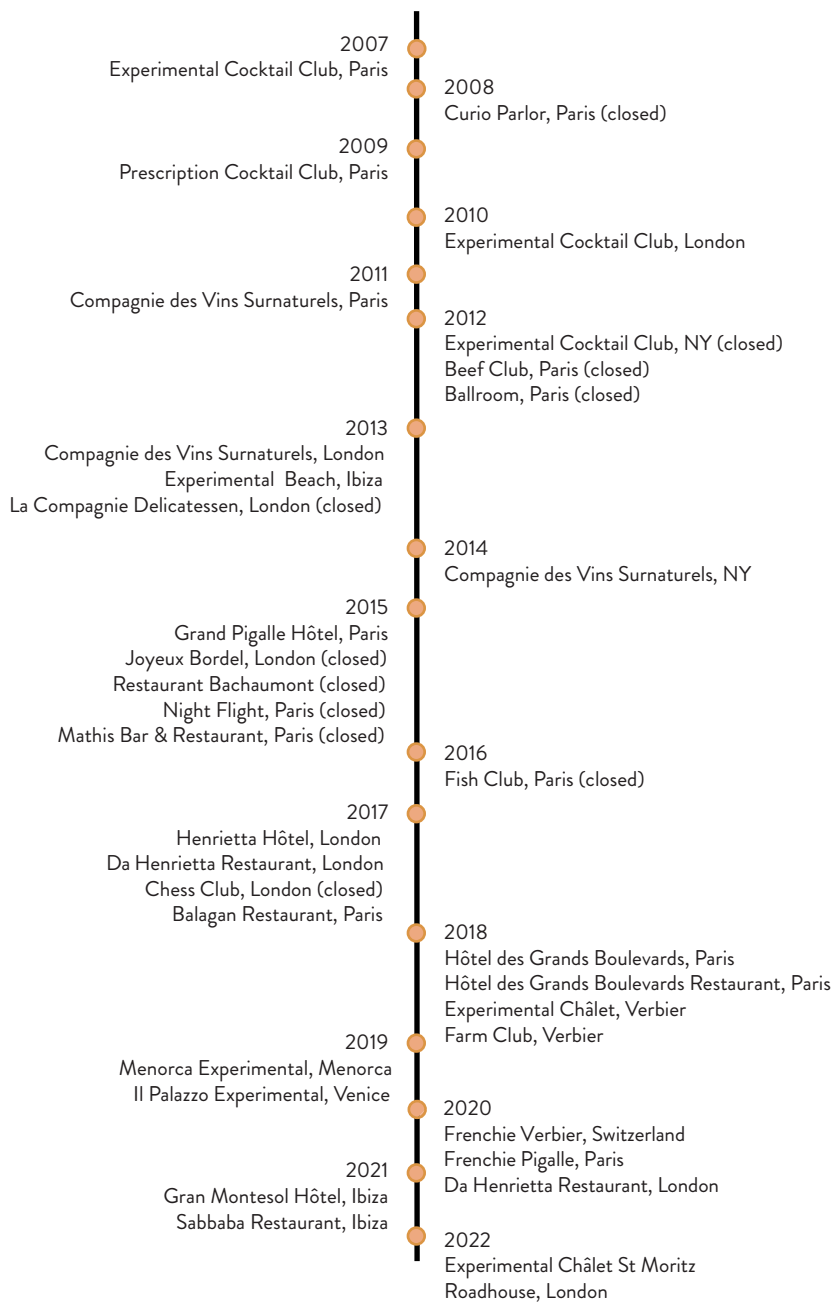 2007
Experimental Cocktail Club, Paris
2008
Curio Parlor, Paris (closed)
2009
Prescription Cocktail Club, Paris
2010
Experimental Cocktail Club, London
2011
Compagnie des Vins Surnaturels, Paris
2012
Experimental Cocktail Club, NY (closed)
Beef Club, Paris (closed)
Ballroom, Paris (closed)
2013
Compagnie des Vins Surnaturels, London
Experimental Beach, Ibiza
La Compagnie Delicatessen, London (closed)
2014
Compagnie des Vins Surnaturels, NY
2015
Grand Pigalle Hôtel, Paris
Joyeux Bordel, London (closed)
Restaurant Bachaumont (closed)
Night Flight, Paris (closed)
Mathis Bar & Restaurant, Paris (closed)
2016
Fish Club, Paris (closed)
2017
Henrietta Hôtel, London
Da Henrietta Restaurant, London
Chess Club, London (closed)
Balagan Restaurant, Paris
2018
Hôtel des Grands Boulevards, Paris
Hôtel des Grands Boulevards Restaurant, Paris
Experimental Châlet, Verbier
Farm Club, Verbier
2019
Menorca Experimental, Menorca
Il Palazzo Experimental, Venice
2020
Frenchie Verbier, Switzerland
Frenchie Pigalle, Paris
Da Henrietta Restaurant, London
2021
Gran Montesol Hôtel, Ibiza
Sabbaba Restaurant, Ibiza
2022
Experimental Châlet St Moritz
Roadhouse, London